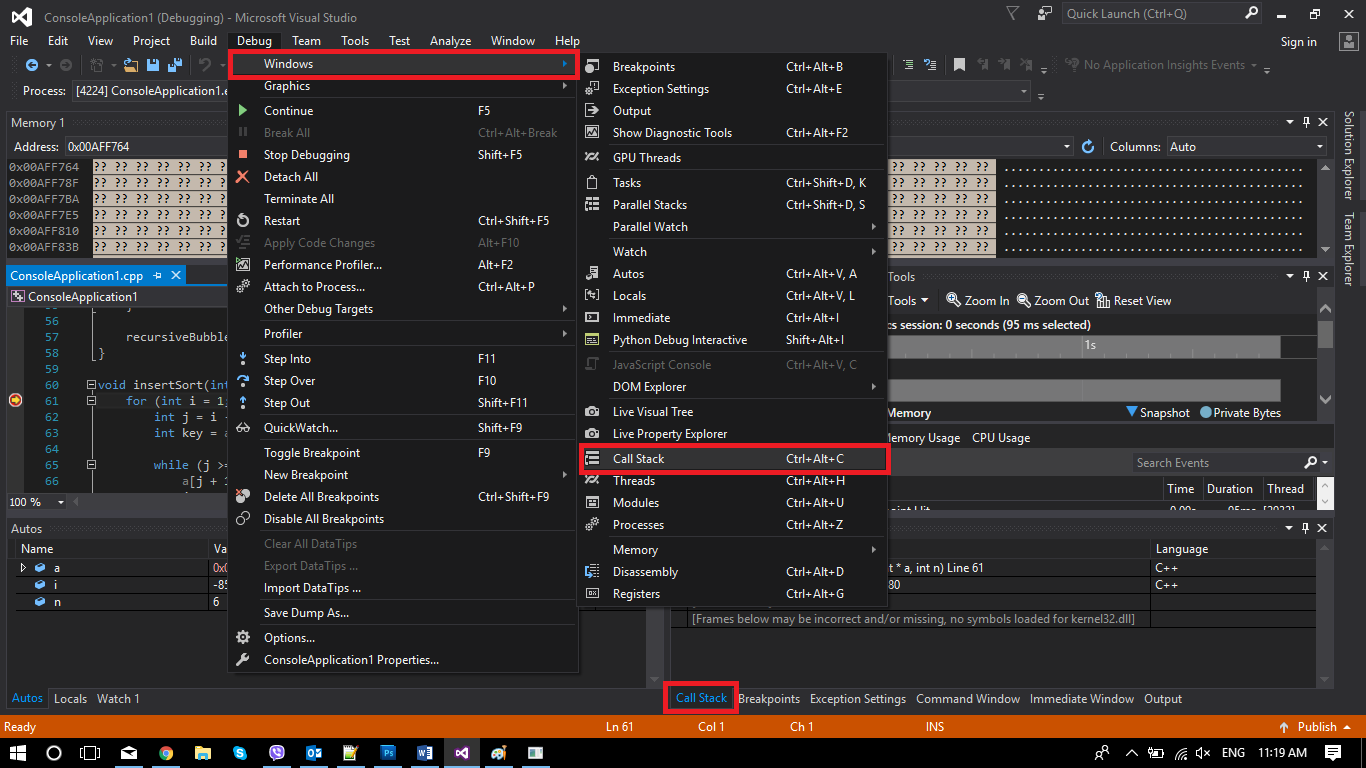 ConsoleApplication1 (Debugging) - Microsoft Visual Studio
Quick Launch (Ctrl+Q)
File Edit View Project Build Debug Team Tools Test Analyze Window Help
Sign in
No Application Insights Events
Process: [4224] ConsoleApplication1.e
Memory 1
Address: 0x00AFF764
Columns: Auto
0x00AFF764 ?? ?? ?? ?? ?? ?? ??
0x00AFF78F ?? ?? ?? ?? ?? ?? ??
0x00AFF7BA ?? ?? ?? ?? ?? ?? ??
0x00AFF7E5 ?? ?? ?? ?? ?? ?? ??
0x00AFF810 ?? ?? ?? ?? ?? ?? ??
0x00AFF83B ?? ?? ?? ?? ?? ?? ??
ConsoleApplication1.cpp
ConsoleApplication1
56
57 recursiveBubble
58 }
59
60 void insertSort(int
61 for (int i = 1;
62 int j = i -
63 int key = a
64
65 while (j >=
66 a[j + 1
100 %
Windows
Graphics
Continue F5
Break All Ctrl+Alt+Break
Stop Debugging Shift+F5
Detach All
Terminate All
Restart Ctrl+Shift+F5
Apply Code Changes Alt+F10
Performance Profiler... Alt+F2
Attach to Process... Ctrl+Alt+P
Other Debug Targets
Profiler
Step Into F11
Step Over F10
Step Out Shift+F11
QuickWatch... Shift+F9
Toggle Breakpoint F9
New Breakpoint
Delete All Breakpoints Ctrl+Shift+F9
Disable All Breakpoints
Clear All DataTips
Export DataTips ...
Import DataTips ...
Save Dump As...
Options...
ConsoleApplication1 Properties...
Breakpoints Ctrl+Alt+B
Exception Settings Ctrl+Alt+E
Output
Show Diagnostic Tools Ctrl+Alt+F2
GPU Threads
Tasks Ctrl+Shift+D, K
Parallel Stacks Ctrl+Shift+D, S
Parallel Watch
Watch
Autos Ctrl+Alt+V, A
Locals Ctrl+Alt+V, L
Immediate Ctrl+Alt+I
Python Debug Interactive Shift+Alt+I
JavaScript Console Ctrl+Alt+V, C
DOM Explorer
Live Visual Tree
Live Property Explorer
Call Stack Ctrl+Alt+C
Threads Ctrl+Alt+H
Modules Ctrl+Alt+U
Processes Ctrl+Alt+Z
Memory
Disassembly Ctrl+Alt+D
Registers Ctrl+Alt+G
Solution Explorer
Team Explorer
Tools
Tools Zoom In Zoom Out Reset View
cs session: 0 seconds (95 ms selected)
1s
Memory Snapshot Private Bytes
Memory Usage CPU Usage
Search Events
Time Duration Thread
Autos
Name Va
a 0x0
i -85
n 6
Language
t * a, int n) Line 61 C++
80 C++
[Frames below may be incorrect and/or missing, no symbols loaded for kernel32.dll]
Autos Locals Watch 1
Call Stack Breakpoints Exception Settings Command Window Immediate Window Output
Ready Ln 61 Col 1 Ch 1 INS Publish
ENG 11:19 AM